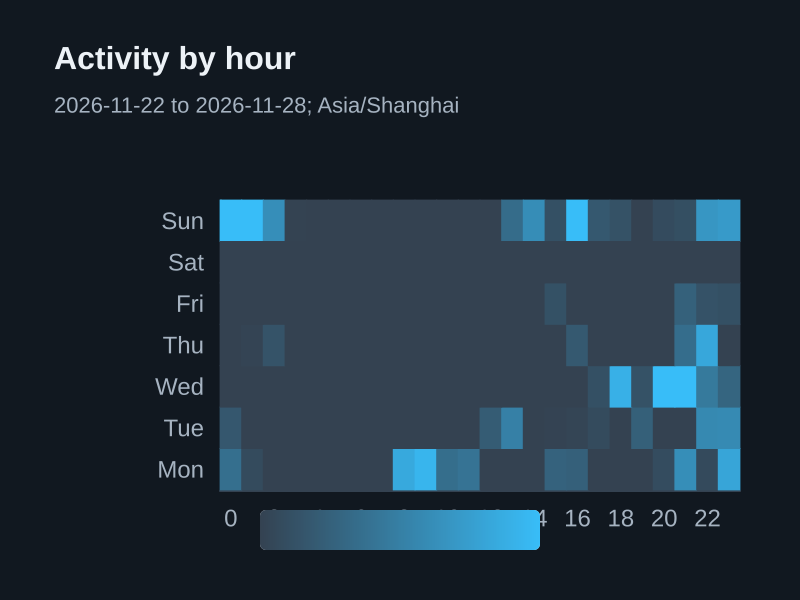 Activity by hour
2026-11-22 to 2026-11-28; Asia/Shanghai
Sun
Sat
Fri
Thu
Wed
Tue
Mon
0 16 18 20 22